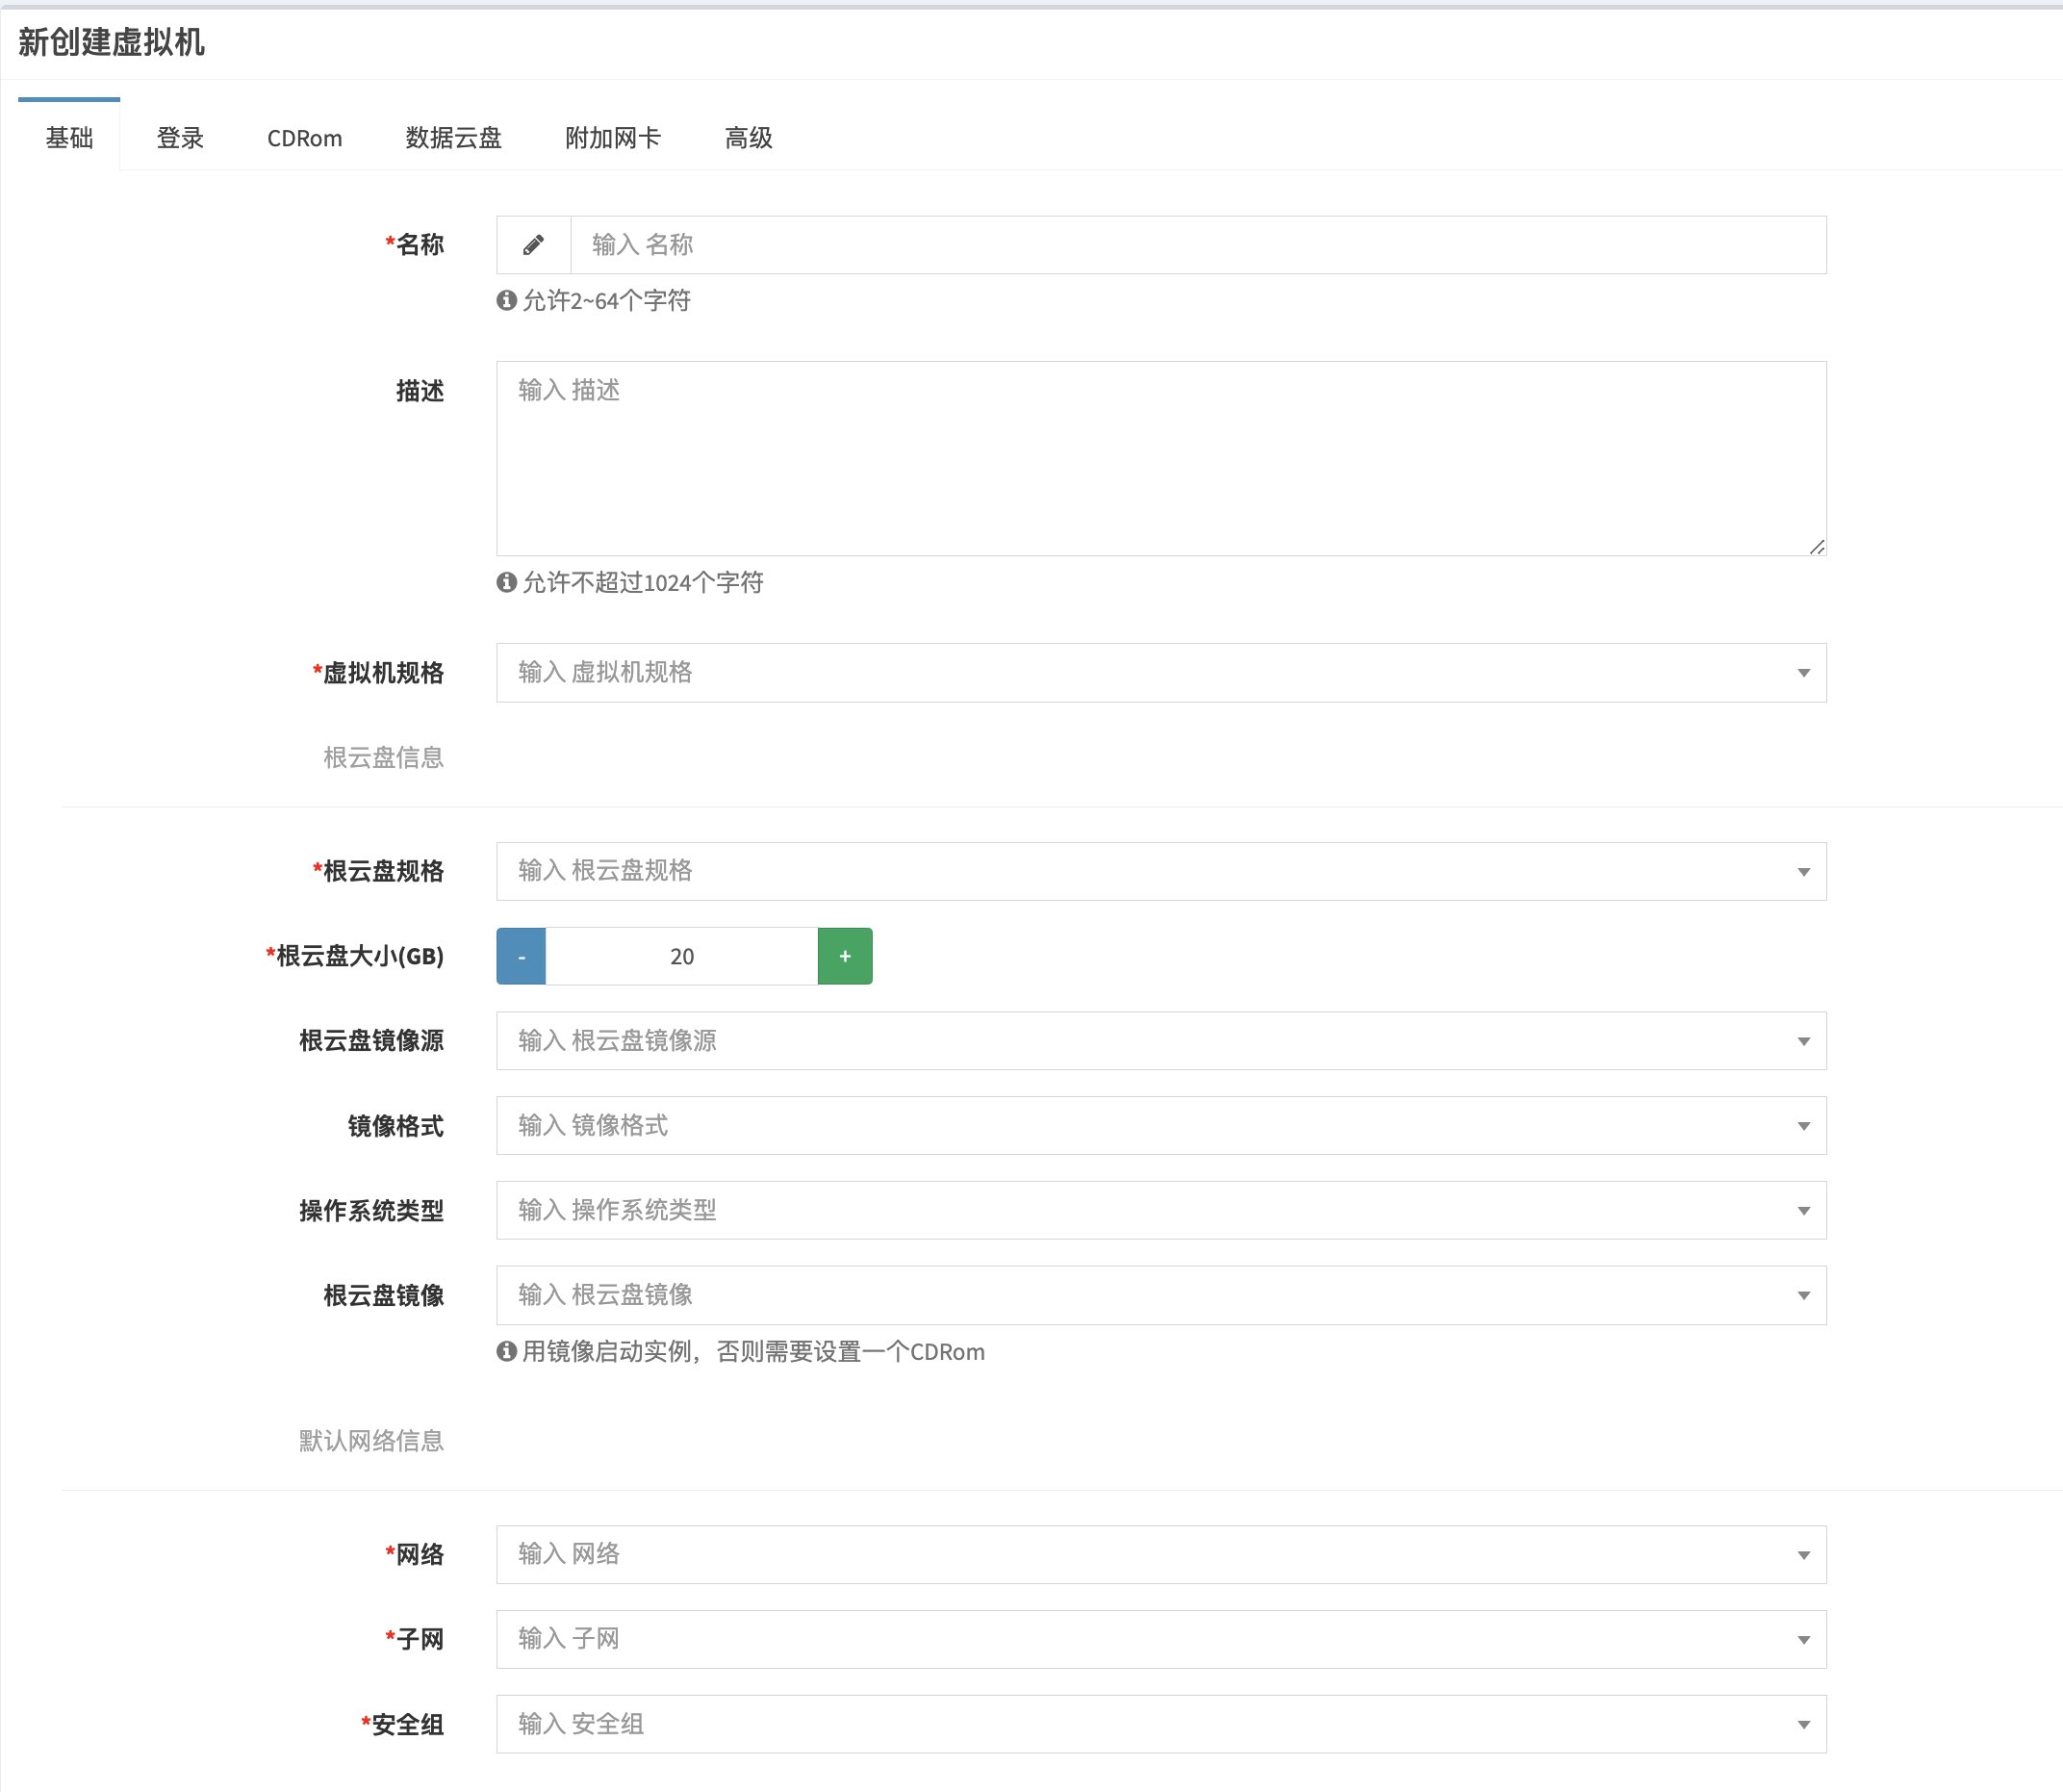 新创建虚拟机
基础 登录 CDRom 数据云盘 附加网卡 高级
*名称 输入 名称
允许2~64个字符
描述 输入 描述
允许不超过1024个字符
*虚拟机规格 输入 虚拟机规格
根云盘信息
*根云盘规格 输入 根云盘规格
*根云盘大小(GB) - 20 +
根云盘镜像源 输入 根云盘镜像源
镜像格式 输入 镜像格式
操作系统类型 输入 操作系统类型
根云盘镜像 输入 根云盘镜像
用镜像启动实例，否则需要设置一个CDRom
默认网络信息
*网络 输入 网络
*子网 输入 子网
*安全组 输入 安全组